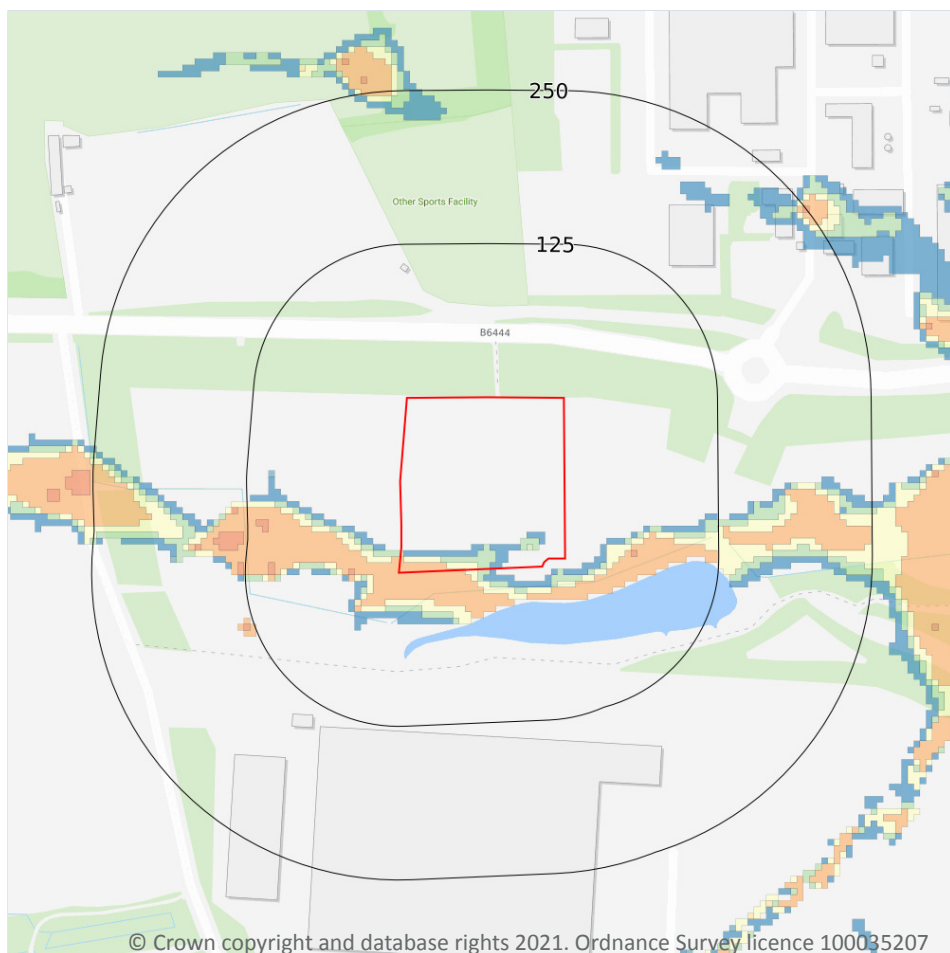 250
Other Sports Facility
125
B6444
© Crown copyright and database rights 2021. Ordnance Survey licence 100035207